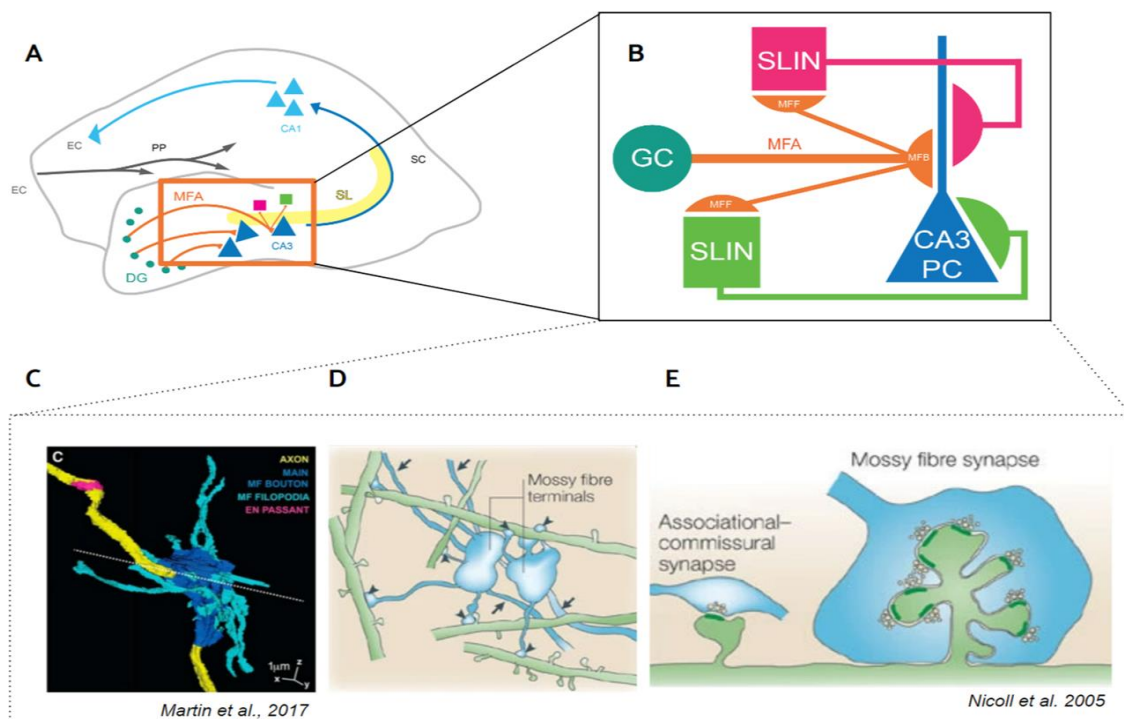 A
EC
PP
EC
CA1
SC
MFA
SL
CA3
DG
B
SLIN
MFF
GC
MFA
MFB
MFF
SLIN
CA3
PC
C
D
E
C
AXON
MAIN
MF BOUTON
MF FILOPODIA
EN PASSANT
1μm
z
x
y
Martin et al., 2017
Mossy fibre
terminals
Mossy fibre synapse
Associational–
commissural
synapse
Nicoll et al. 2005